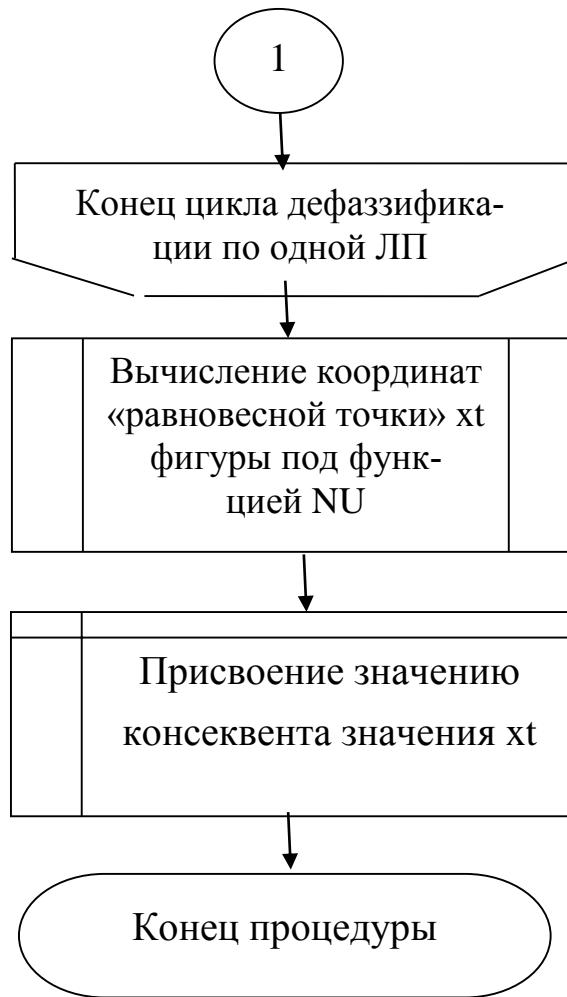 1
Конец цикла дефаззифика-
ции по одной ЛП
Вычисление координат
«равновесной точки» xt
фигуры под функ-
цией NU
Присвоение значению
консеквента значения xt
Конец процедуры